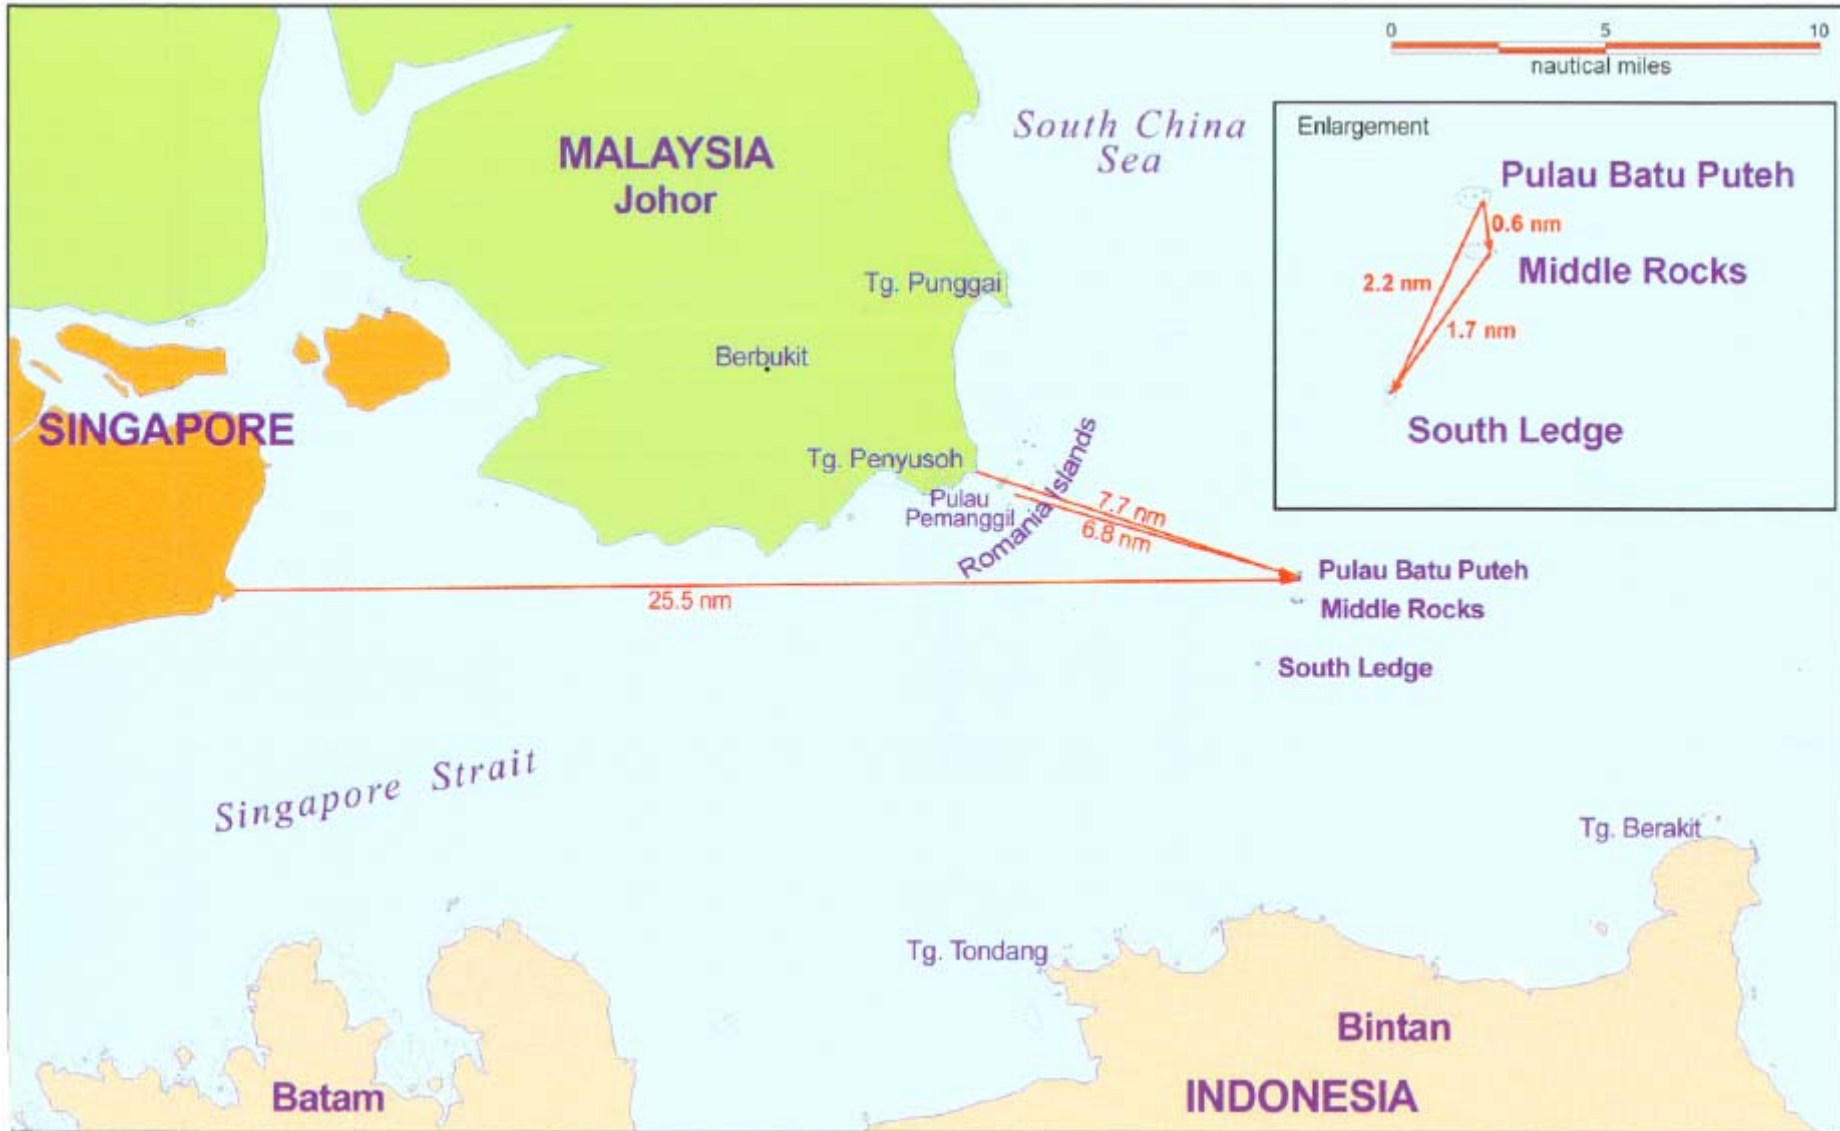 0 5 10
nautical miles
Enlargement
Pulau Batu Puteh
0.6 nm
Middle Rocks
2.2 nm
1.7 nm
South Ledge
South China
Sea
MALAYSIA
Johor
Tg. Punggai
Berbukit
SINGAPORE
Tg. Penyusoh
Pulau
Pemanggil
Romania Islands
7.7 nm
6.8 nm
25.5 nm
Pulau Batu Puteh
Middle Rocks
South Ledge
Singapore Strait
Tg. Berakit
Tg. Tondang
Bintan
INDONESIA
Batam